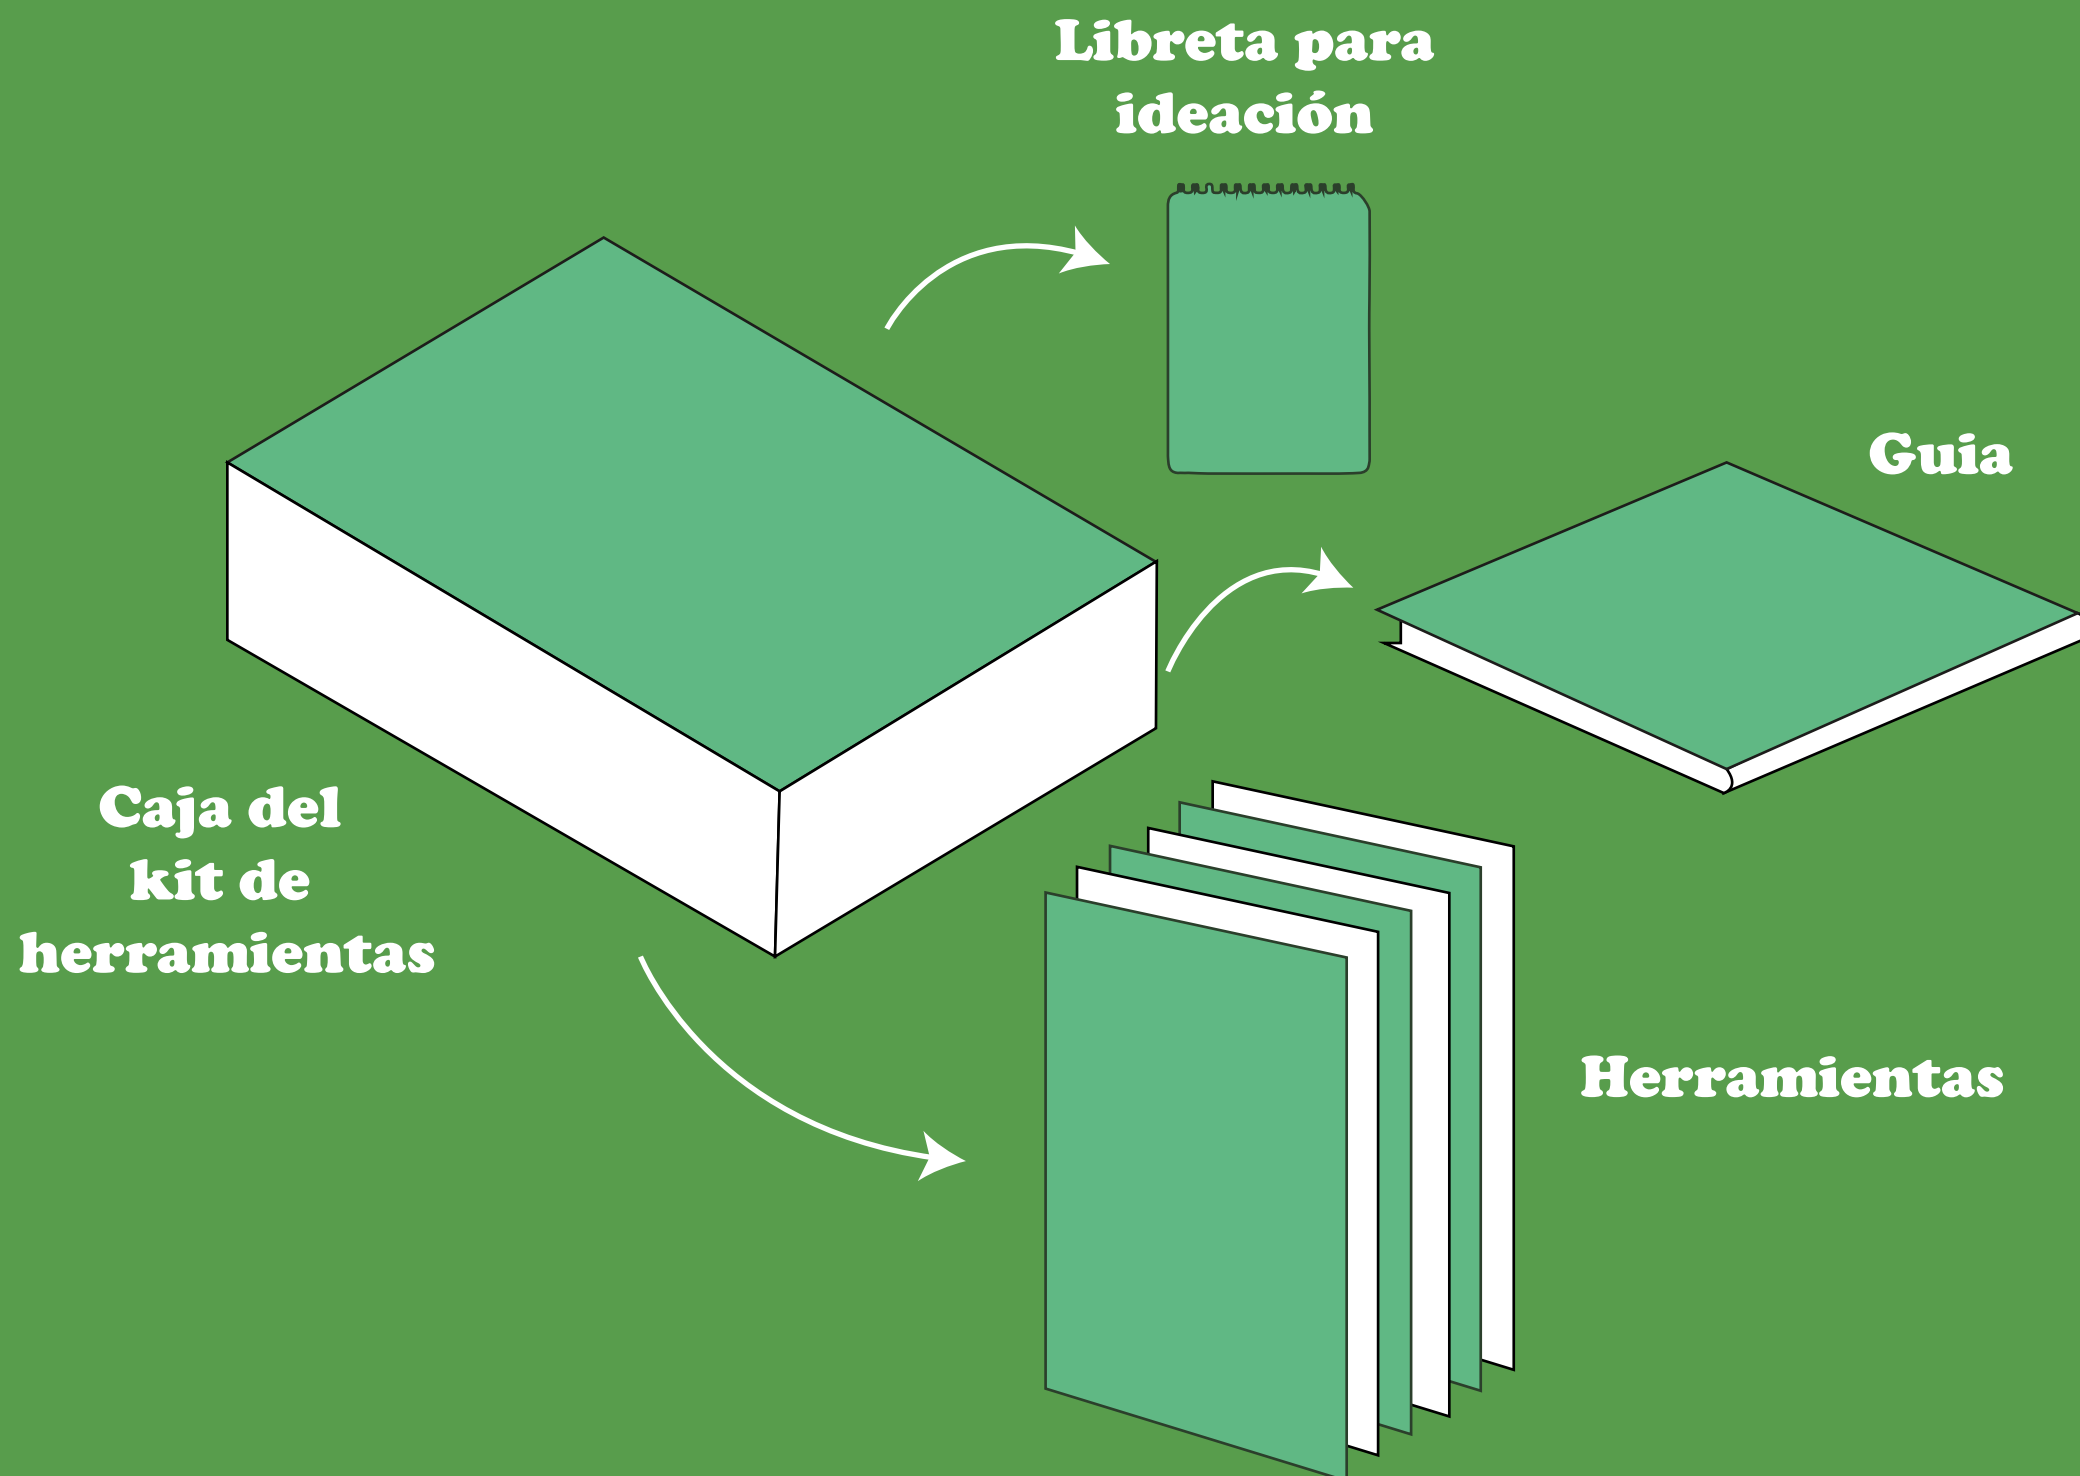 Libreta para
ideación
Guia
Caja del
kit de
herramientas
Herramientas